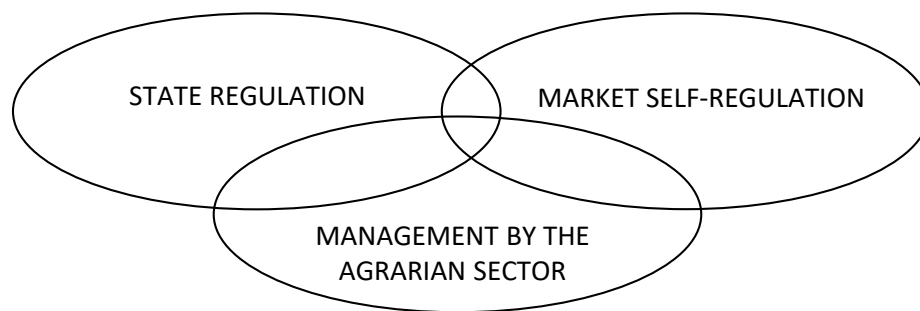 STATE REGULATION
MARKET SELF-REGULATION
MANAGEMENT BY THE
AGRARIAN SECTOR